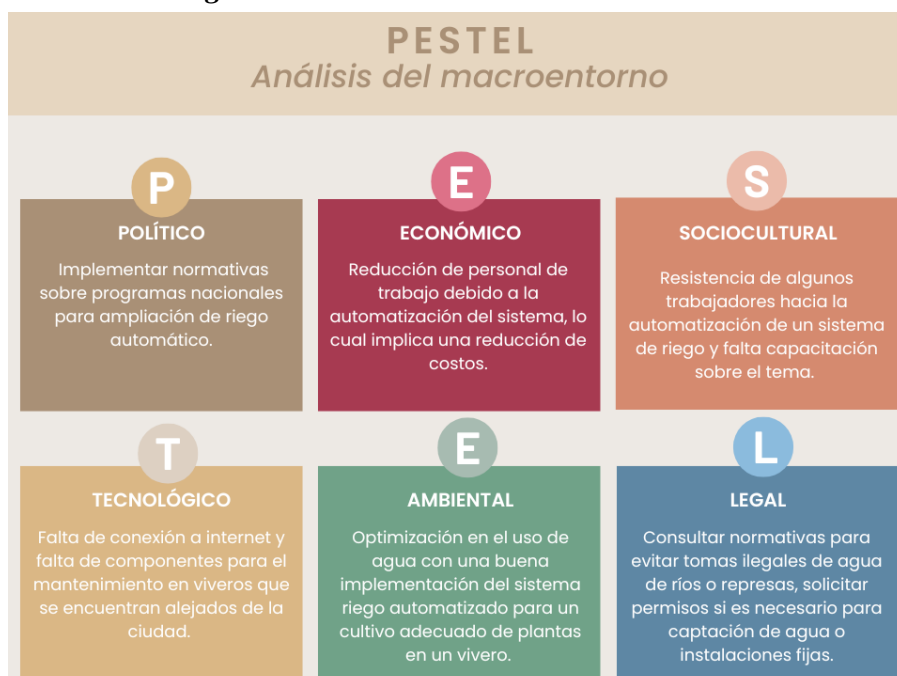 PESTEL
Análisis del macroentorno
P
POLÍTICO
Implementar normativas
sobre programas nacionales
para ampliación de riego
automático.
E
ECONÓMICO
Reducción de personal de
trabajo debido a la
automatización del sistema, lo
cual implica una reducción de
costos.
S
SOCIOCULTURAL
Resistencia de algunos
trabajadores hacia la
automatización de un sistema
de riego y falta capacitación
sobre el tema.
T
TECNOLÓGICO
Falta de conexión a internet y
falta de componentes para el
mantenimiento en viveros que
se encuentran alejados de la
ciudad.
E
AMBIENTAL
Optimización en el uso de
agua con una buena
implementación del sistema
riego automatizado para un
cultivo adecuado de plantas
en un vivero.
L
LEGAL
Consultar normativas para
evitar tomas ilegales de agua
de ríos o represas, solicitar
permisos si es necesario para
captación de agua o
instalaciones fijas.